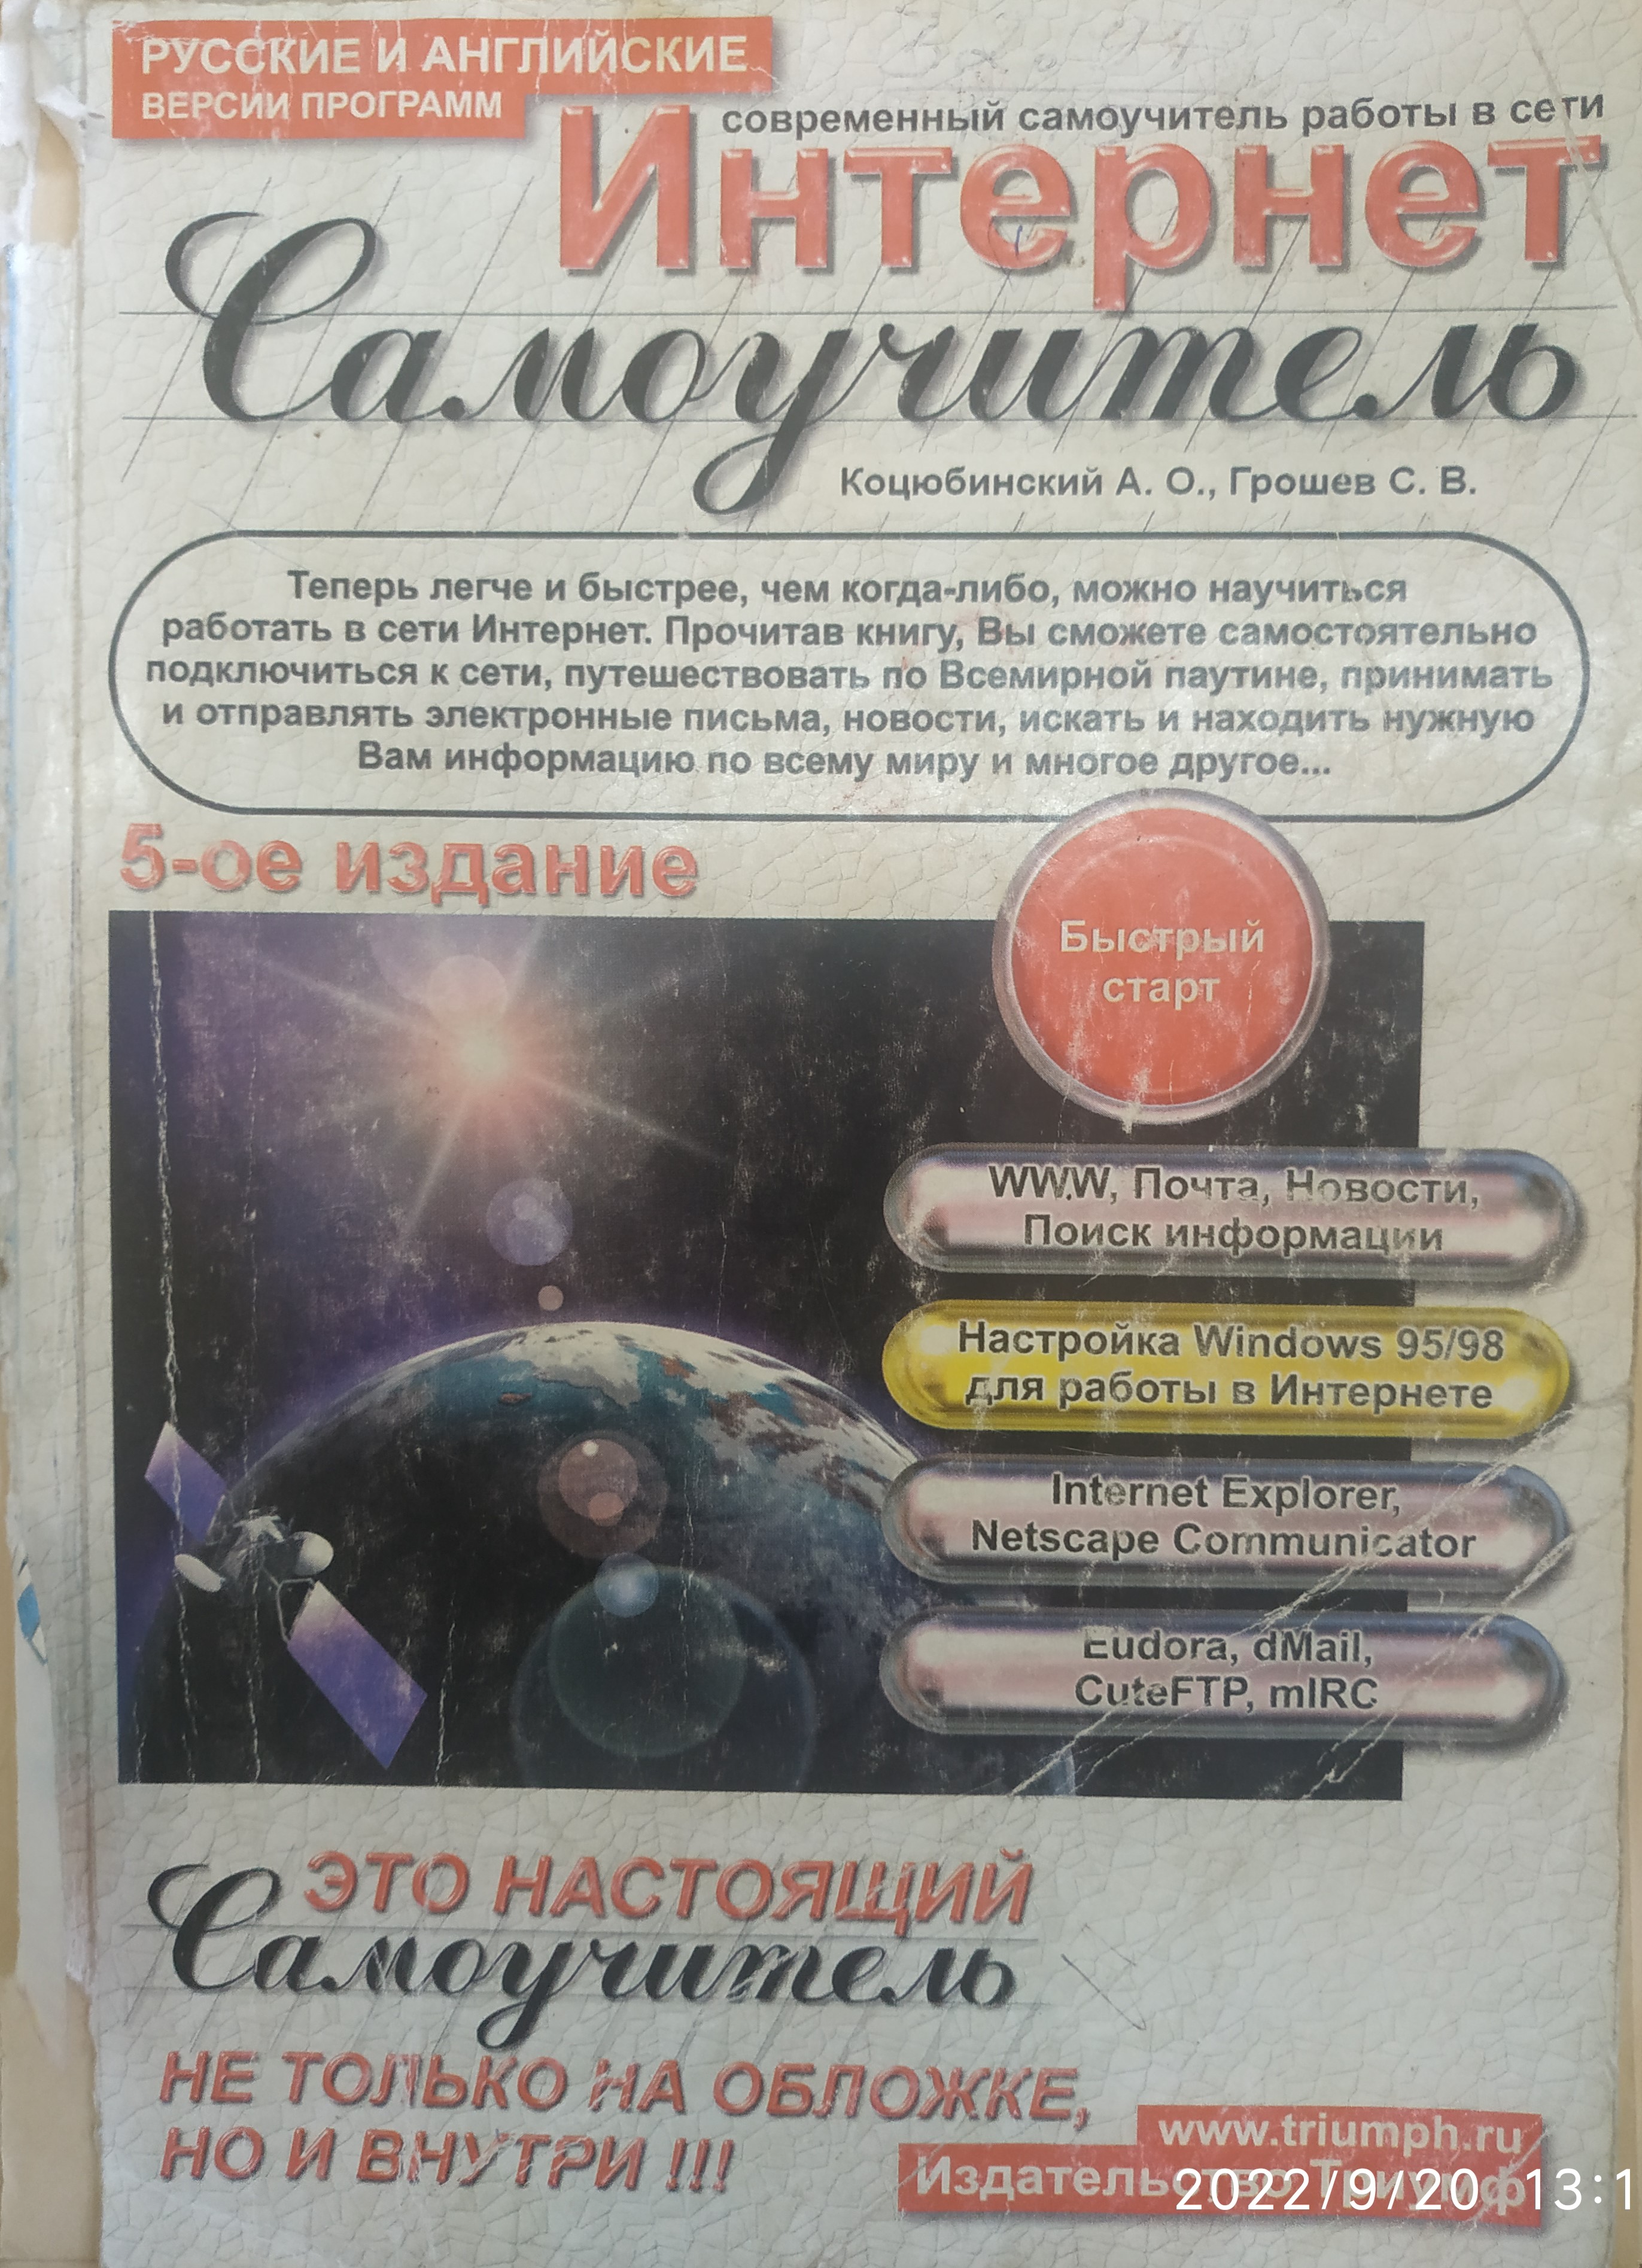 РУССКИЕ И АНГЛИЙСКИЕ
ВЕРСИИ ПРОГРАММ
современный самоучитель работы в сети
Интернет
Самоучитель
Коцюбинский А. О., Грошев С. В.
Теперь легче и быстрее, чем когда-либо, можно научиться
работать в сети Интернет. Прочитав книгу, Вы сможете самостоятельно
подключиться к сети, путешествовать по Всемирной паутине, принимать
и отправлять электронные письма, новости, искать и находить нужную
Вам информацию по всему миру и многое другое...
5-ое издание
Быстрый
старт
WWW, Почта, Новости,
Поиск информации
Настройка Windows 95/98
для работы в Интернете
Internet Explorer,
Netscape Communicator
Eudora, dMail,
CuteFTP, mIRC
ЭТО НАСТОЯЩИЙ
Самоучитель
НЕ ТОЛЬКО НА ОБЛОЖКЕ,
НО И ВНУТРИ !!!
www.triumph.ru
Издательство Триумф
2022/9/20 13:1